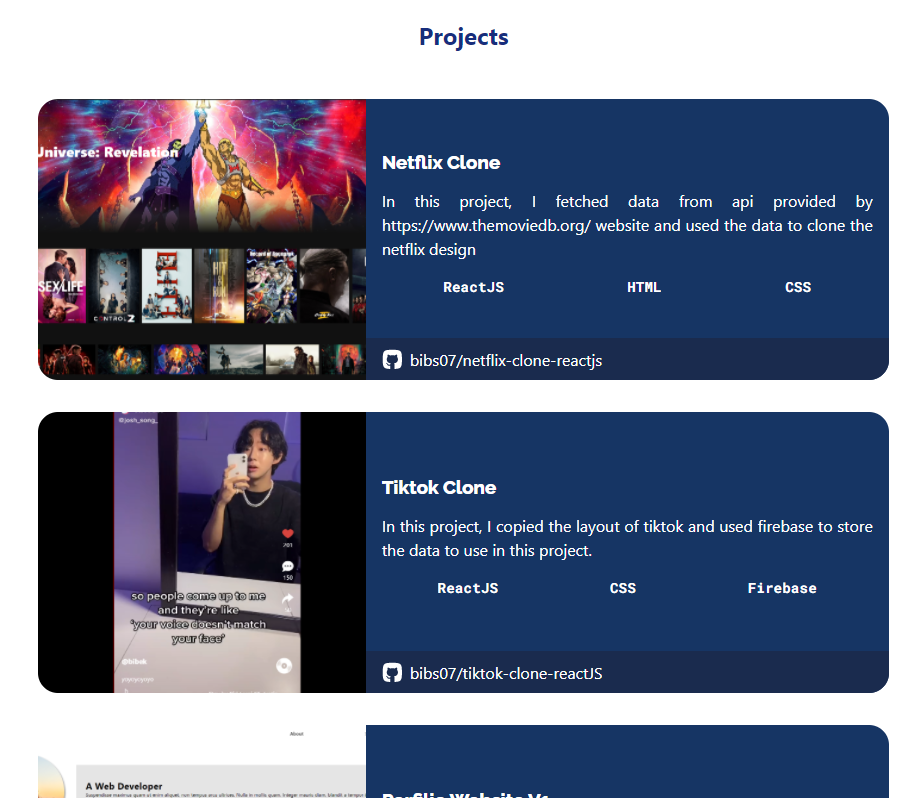 Projects
Universe: Revelation
SEX/LIFE
CONTROL Z
Netflix Clone
In this project, I fetched data from api provided by
https://www.themoviedb.org/ website and used the data to clone the
netflix design
ReactJS HTML CSS
bibs07/netflix-clone-reactjs
@josh_song_
201
150
so people come up to me
and they're like
'your voice doesn't match
your face'
yoyoyoyoyo
Tiktok Clone
In this project, I copied the layout of tiktok and used firebase to store
the data to use in this project.
ReactJS CSS Firebase
bibs07/tiktok-clone-reactJS
About
A Web Developer